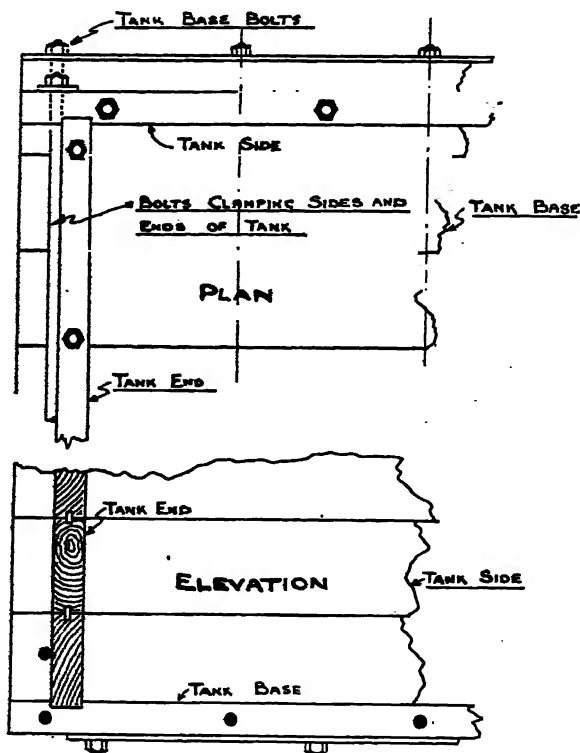 TANK BASE BOLTS
TANK SIDE
BOLTS CLAMPING SIDES AND
ENDS OF TANK
TANK BASE
PLAN
TANK END
TANK END
ELEVATION
TANK SIDE
TANK BASE